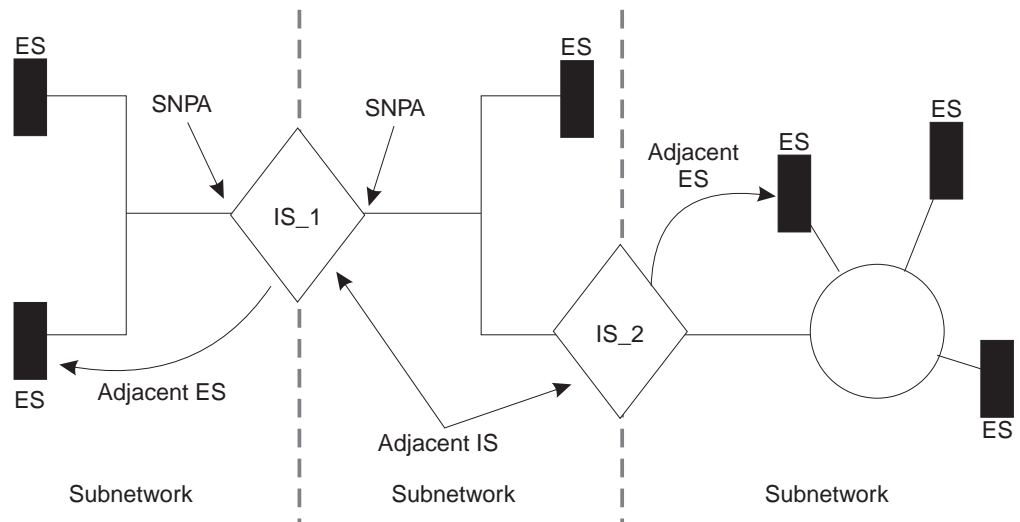 ES
ES
SNPA
SNPA
ES
ES
Adjacent
ES
IS_1
IS_2
Adjacent ES
ES
Adjacent IS
ES
Subnetwork
Subnetwork
Subnetwork